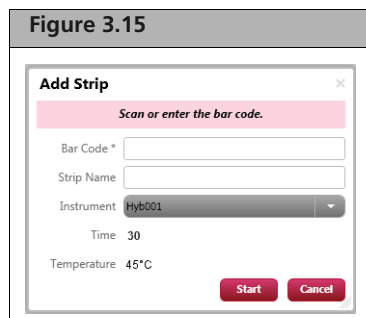 Figure 3.15
Add Strip
Scan or enter the bar code.
Bar Code *
Strip Name
Instrument Hyb001
Time 30
Temperature 45°C
Start Cancel